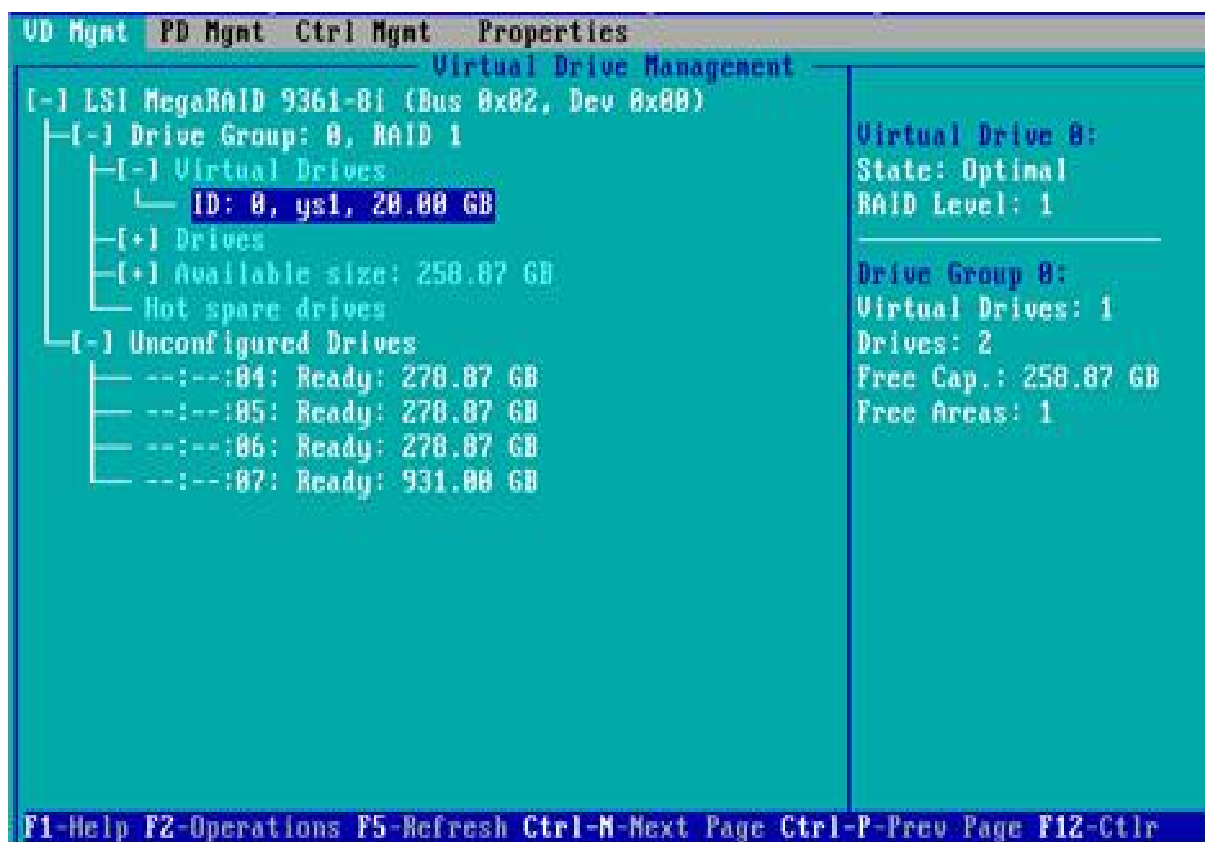 VD Mgmt PD Mgmt Ctrl Mgmt Properties
Virtual Drive Management
[-] LSI MegaRAID 9361-8i (Bus 0x02, Dev 0x00)
[-] Drive Group: 0, RAID 1
[-] Virtual Drives
ID: 0, ys1, 20.00 GB
[+] Drives
[+] Available size: 258.87 GB
Hot spare drives
[-] Unconfigured Drives
--:--:04: Ready: 278.87 GB
--:--:05: Ready: 278.87 GB
--:--:06: Ready: 278.87 GB
--:--:07: Ready: 931.00 GB
Virtual Drive 0:
State: Optimal
RAID Level: 1
Drive Group 0:
Virtual Drives: 1
Drives: 2
Free Cap.: 258.87 GB
Free Areas: 1
F1-Help F2-Operations F5-Refresh Ctrl-N-Next Page Ctrl-P-Prev Page F12-Ctlr